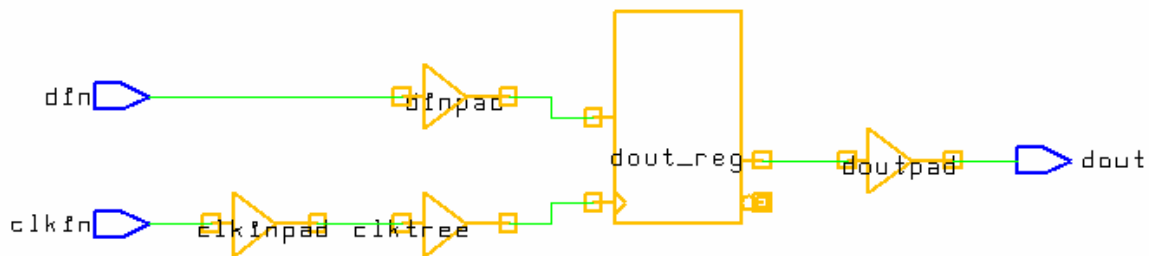 din
dinpad
dout_reg
doutpad
dout
clkin
clkinpad
clktree